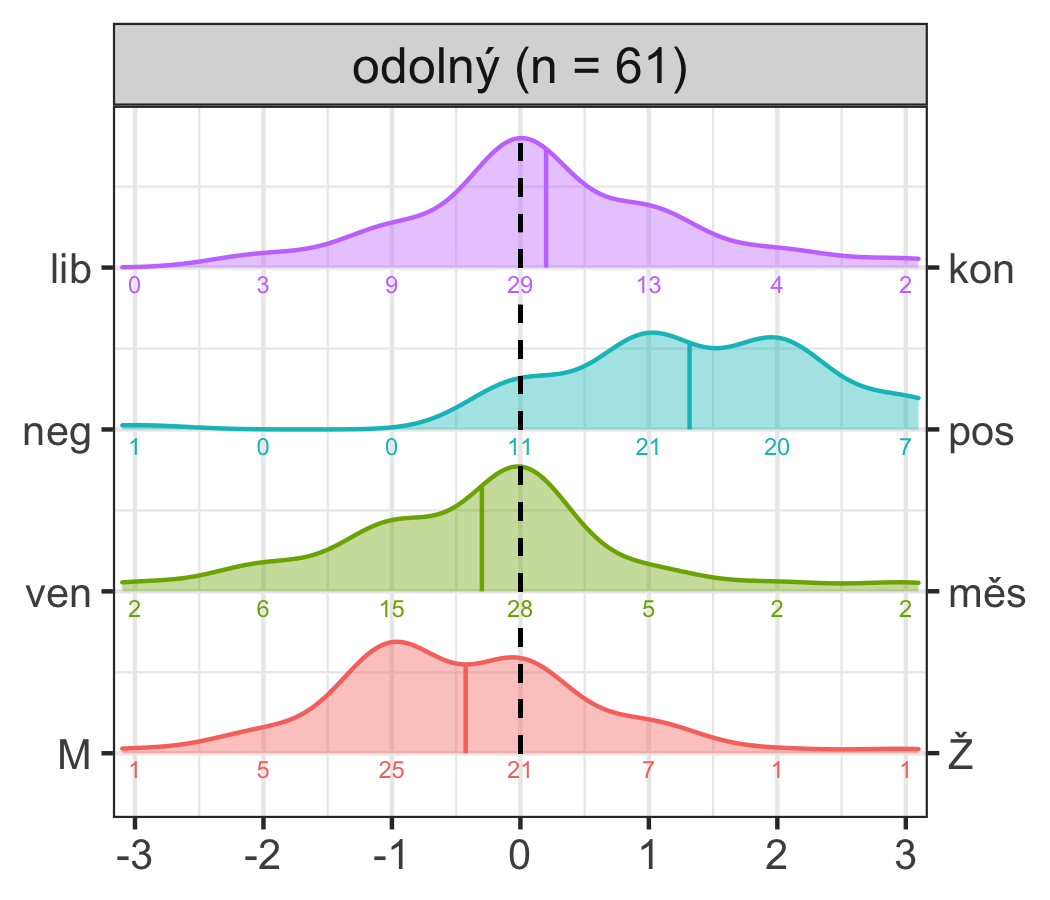 odolný (n = 61)
lib kon
0 3 9 29 13 4 2
neg pos
1 0 0 11 21 20 7
ven měs
2 6 15 28 5 2 2
M Ž
1 5 25 21 7 1 1
-3 -2 -1 0 1 2 3